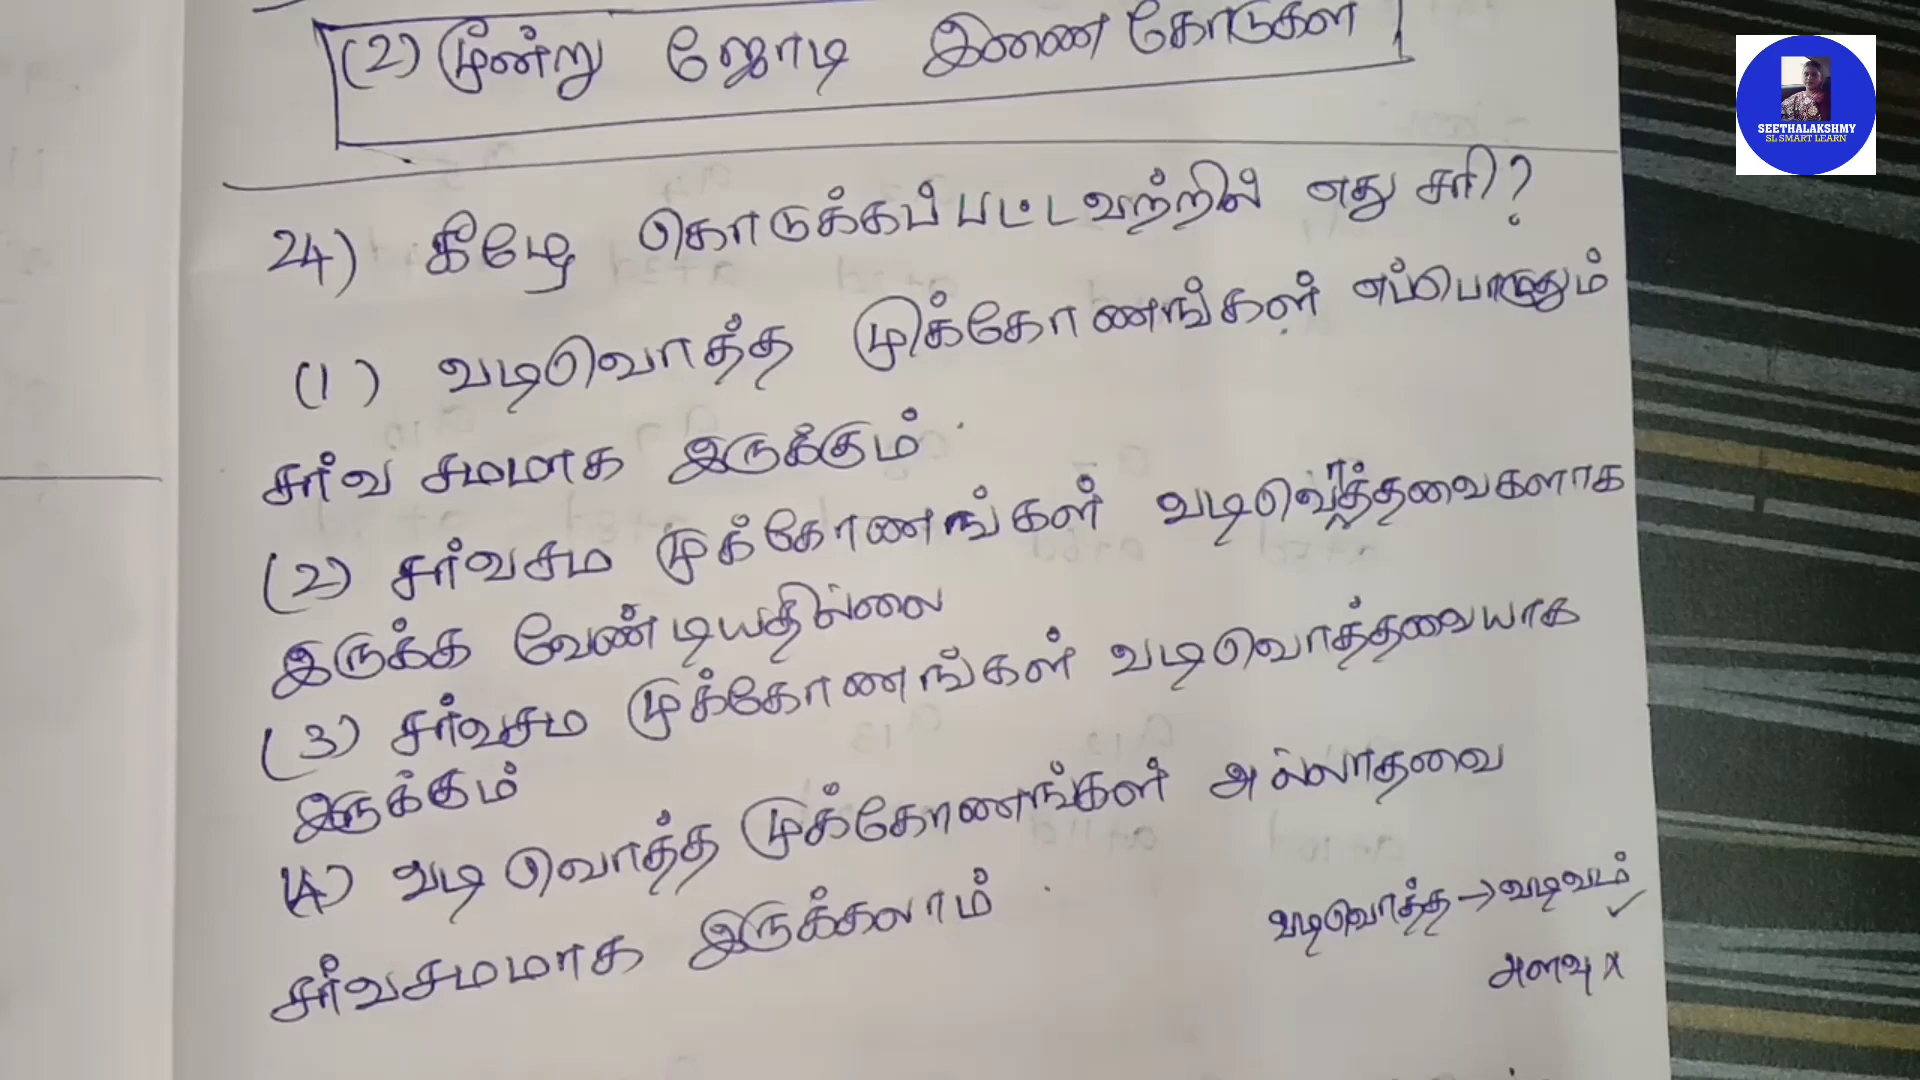 (2) மூன்று ஜோடி இணை கோடுகள்
24) கீழே கொடுக்கப்பட்டவற்றில் எது சரி?
(1) வடிவொத்த முக்கோணங்கள் எப்பொழுதும்
சர்வ சமமாக இருக்கும்.
(2) சர்வசம முக்கோணங்கள் வடிவொத்தவைகளாக
இருக்க வேண்டியதில்லை
(3) சர்வசம முக்கோணங்கள் வடிவொத்தவையாக
இருக்கும்
(4) வடிவொத்த முக்கோணங்கள் அல்லாதவை
சர்வசமமாக இருக்கலாம்.
வடிவொத்த → வடிவம் ✓
அளவு x
SEETHALAKSHMY
SL SMART LEARN